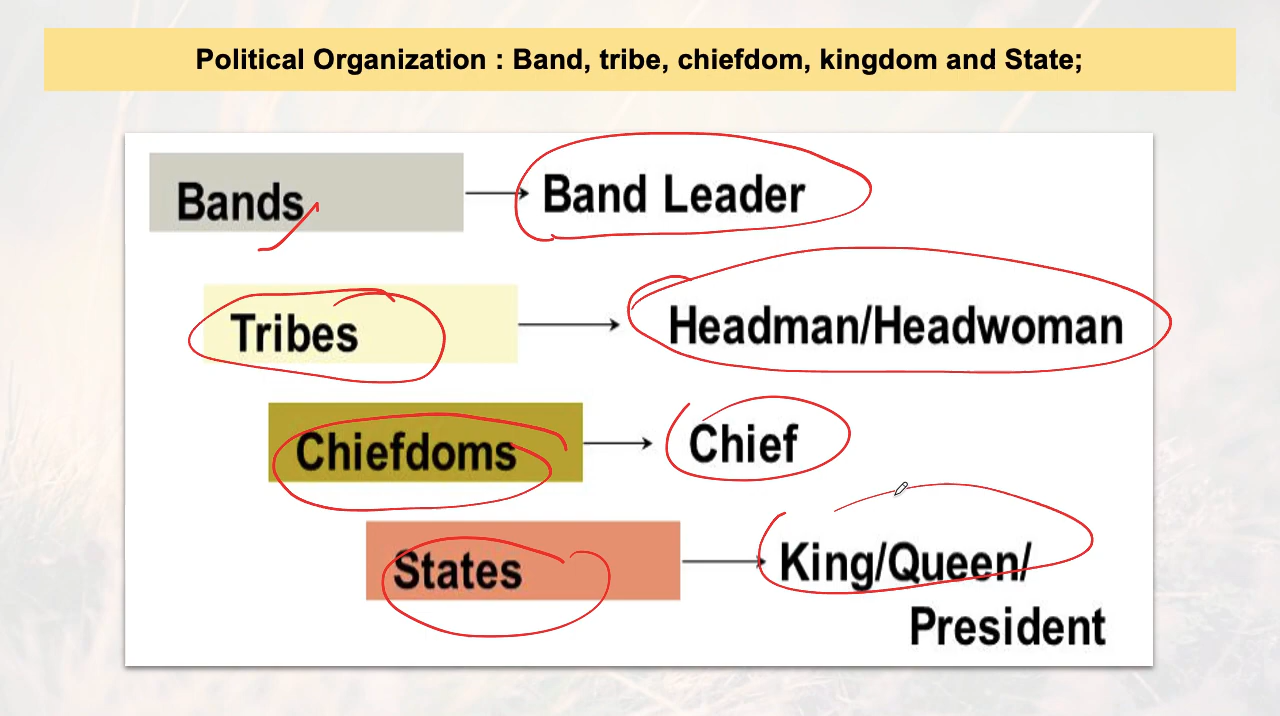 Political Organization : Band, tribe, chiefdom, kingdom and State;
Bands
Band Leader
Tribes
Headman/Headwoman
Chiefdoms
Chief
States
King/Queen/
President